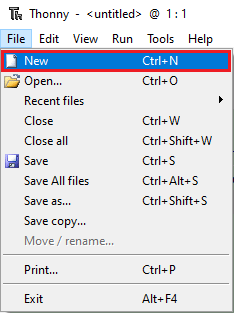 Thonny - <untitled> @ 1 : 1
File Edit View Run Tools Help
New Ctrl+N
Open... Ctrl+O
Recent files
Close Ctrl+W
Close all Ctrl+Shift+W
Save Ctrl+S
Save All files Ctrl+Alt+S
Save as... Ctrl+Shift+S
Save copy...
Move / rename...
Print... Ctrl+P
Exit Alt+F4